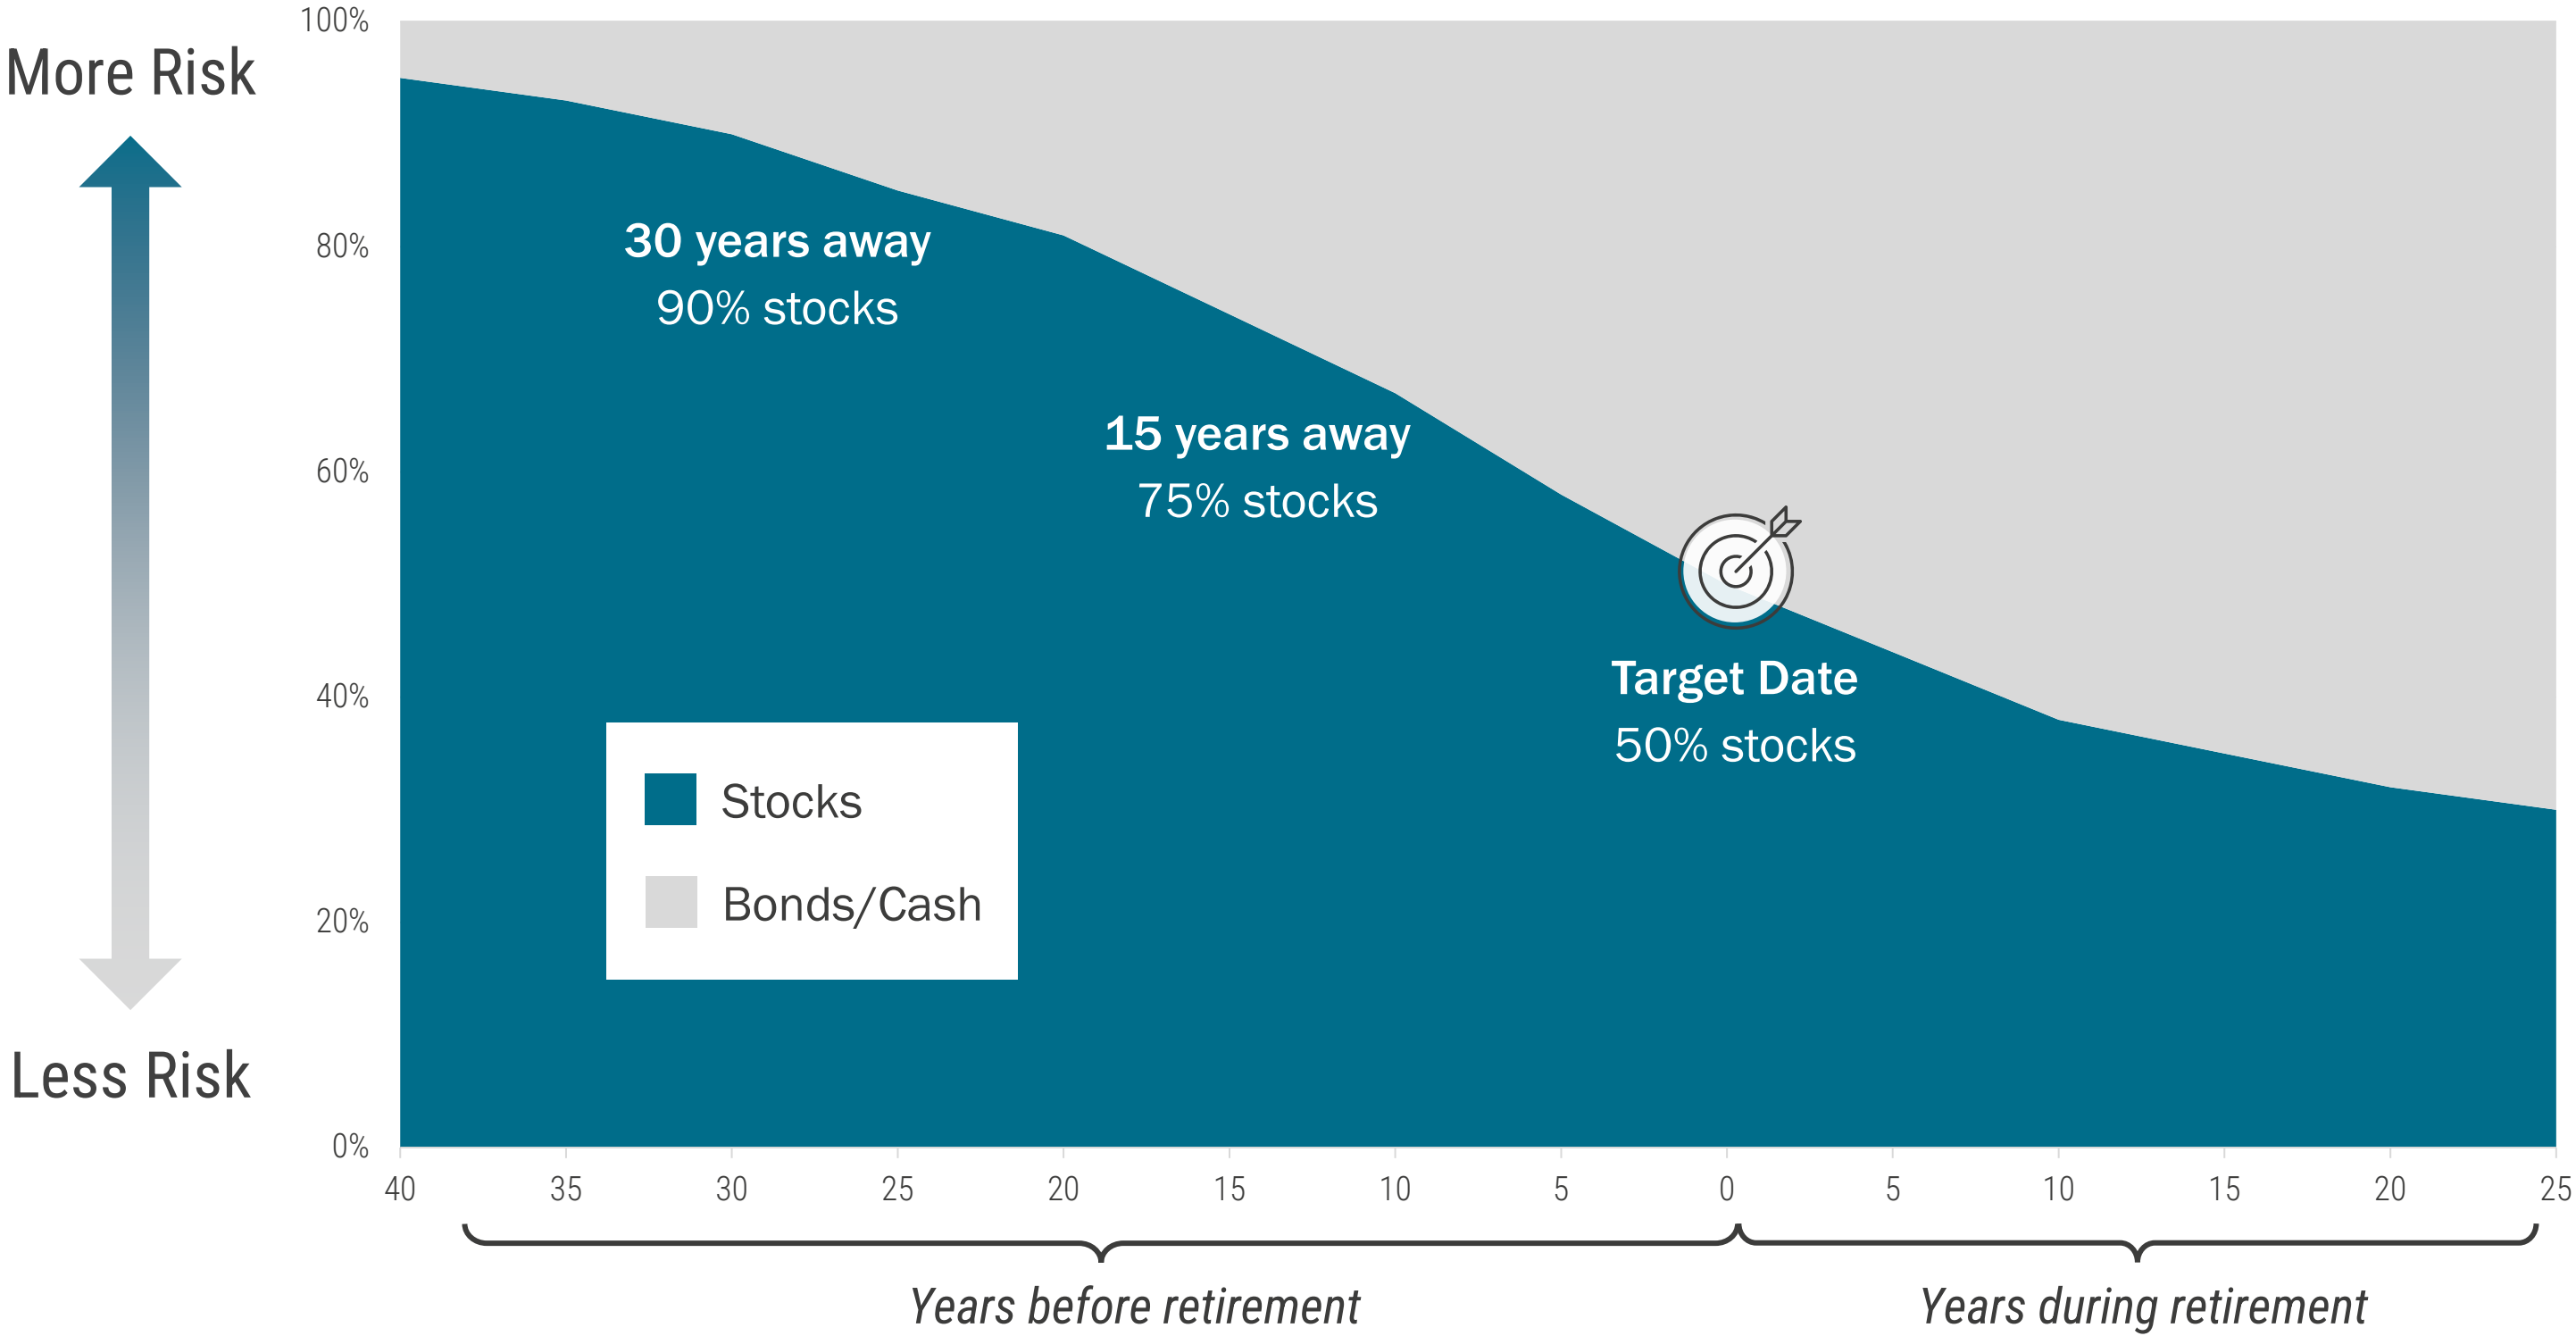 More Risk
Less Risk
100%
80%
60%
40%
20%
0%
30 years away
90% stocks
15 years away
75% stocks
Target Date
50% stocks
Stocks
Bonds/Cash
40 35 30 25 20 15 10 5 0 5 10 15 20 25
Years before retirement
Years during retirement